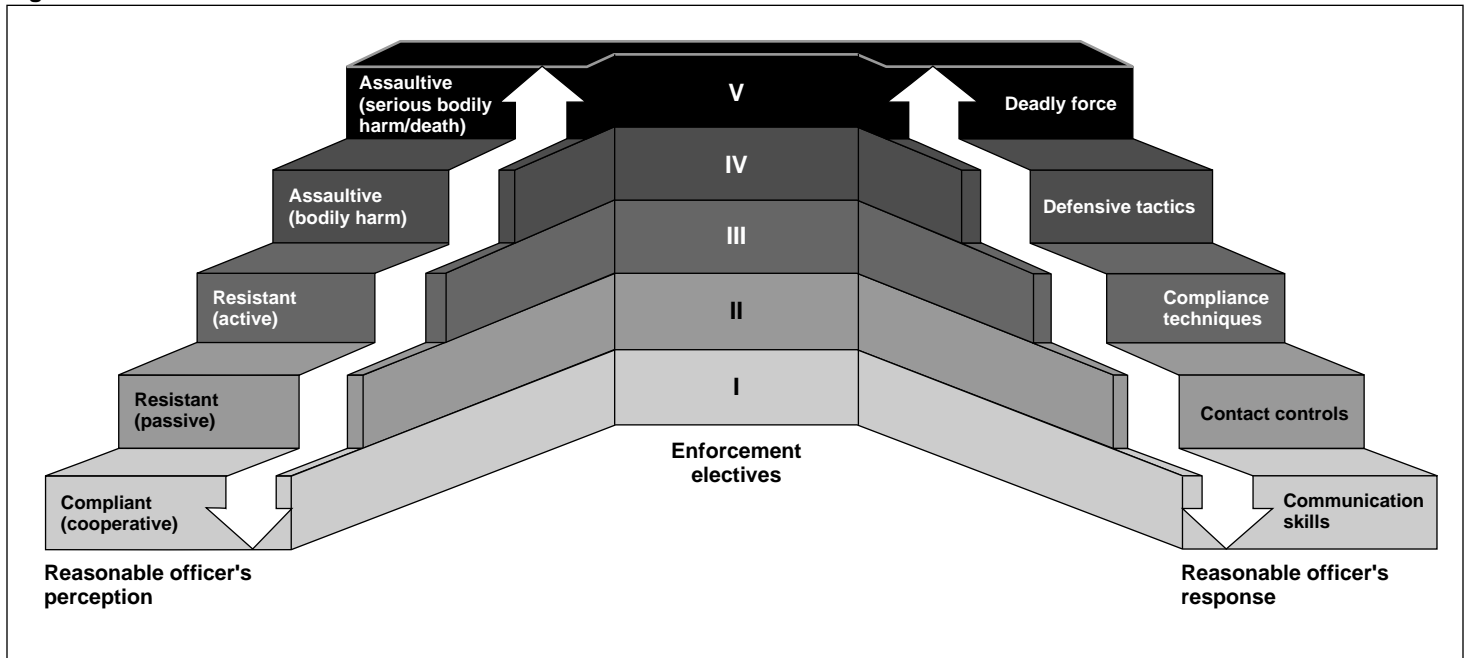 Assaultive
(serious bodily
harm/death)
V
Deadly force
IV
Assaultive
(bodily harm)
Defensive tactics
III
Resistant
(active)
Compliance
techniques
II
Resistant
(passive)
Contact controls
I
Enforcement
electives
Compliant
(cooperative)
Communication
skills
Reasonable officer's
perception
Reasonable officer's
response